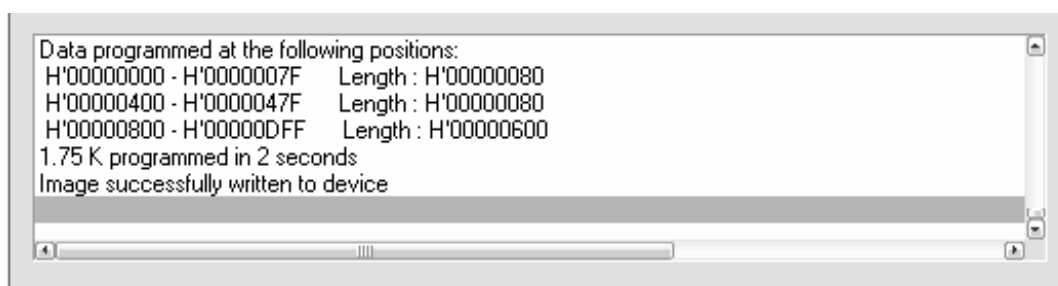 Data programmed at the following positions:
H'00000000 - H'0000007F Length : H'00000080
H'00000400 - H'0000047F Length : H'00000080
H'00000800 - H'00000DFF Length : H'00000600
1.75 K programmed in 2 seconds
Image successfully written to device